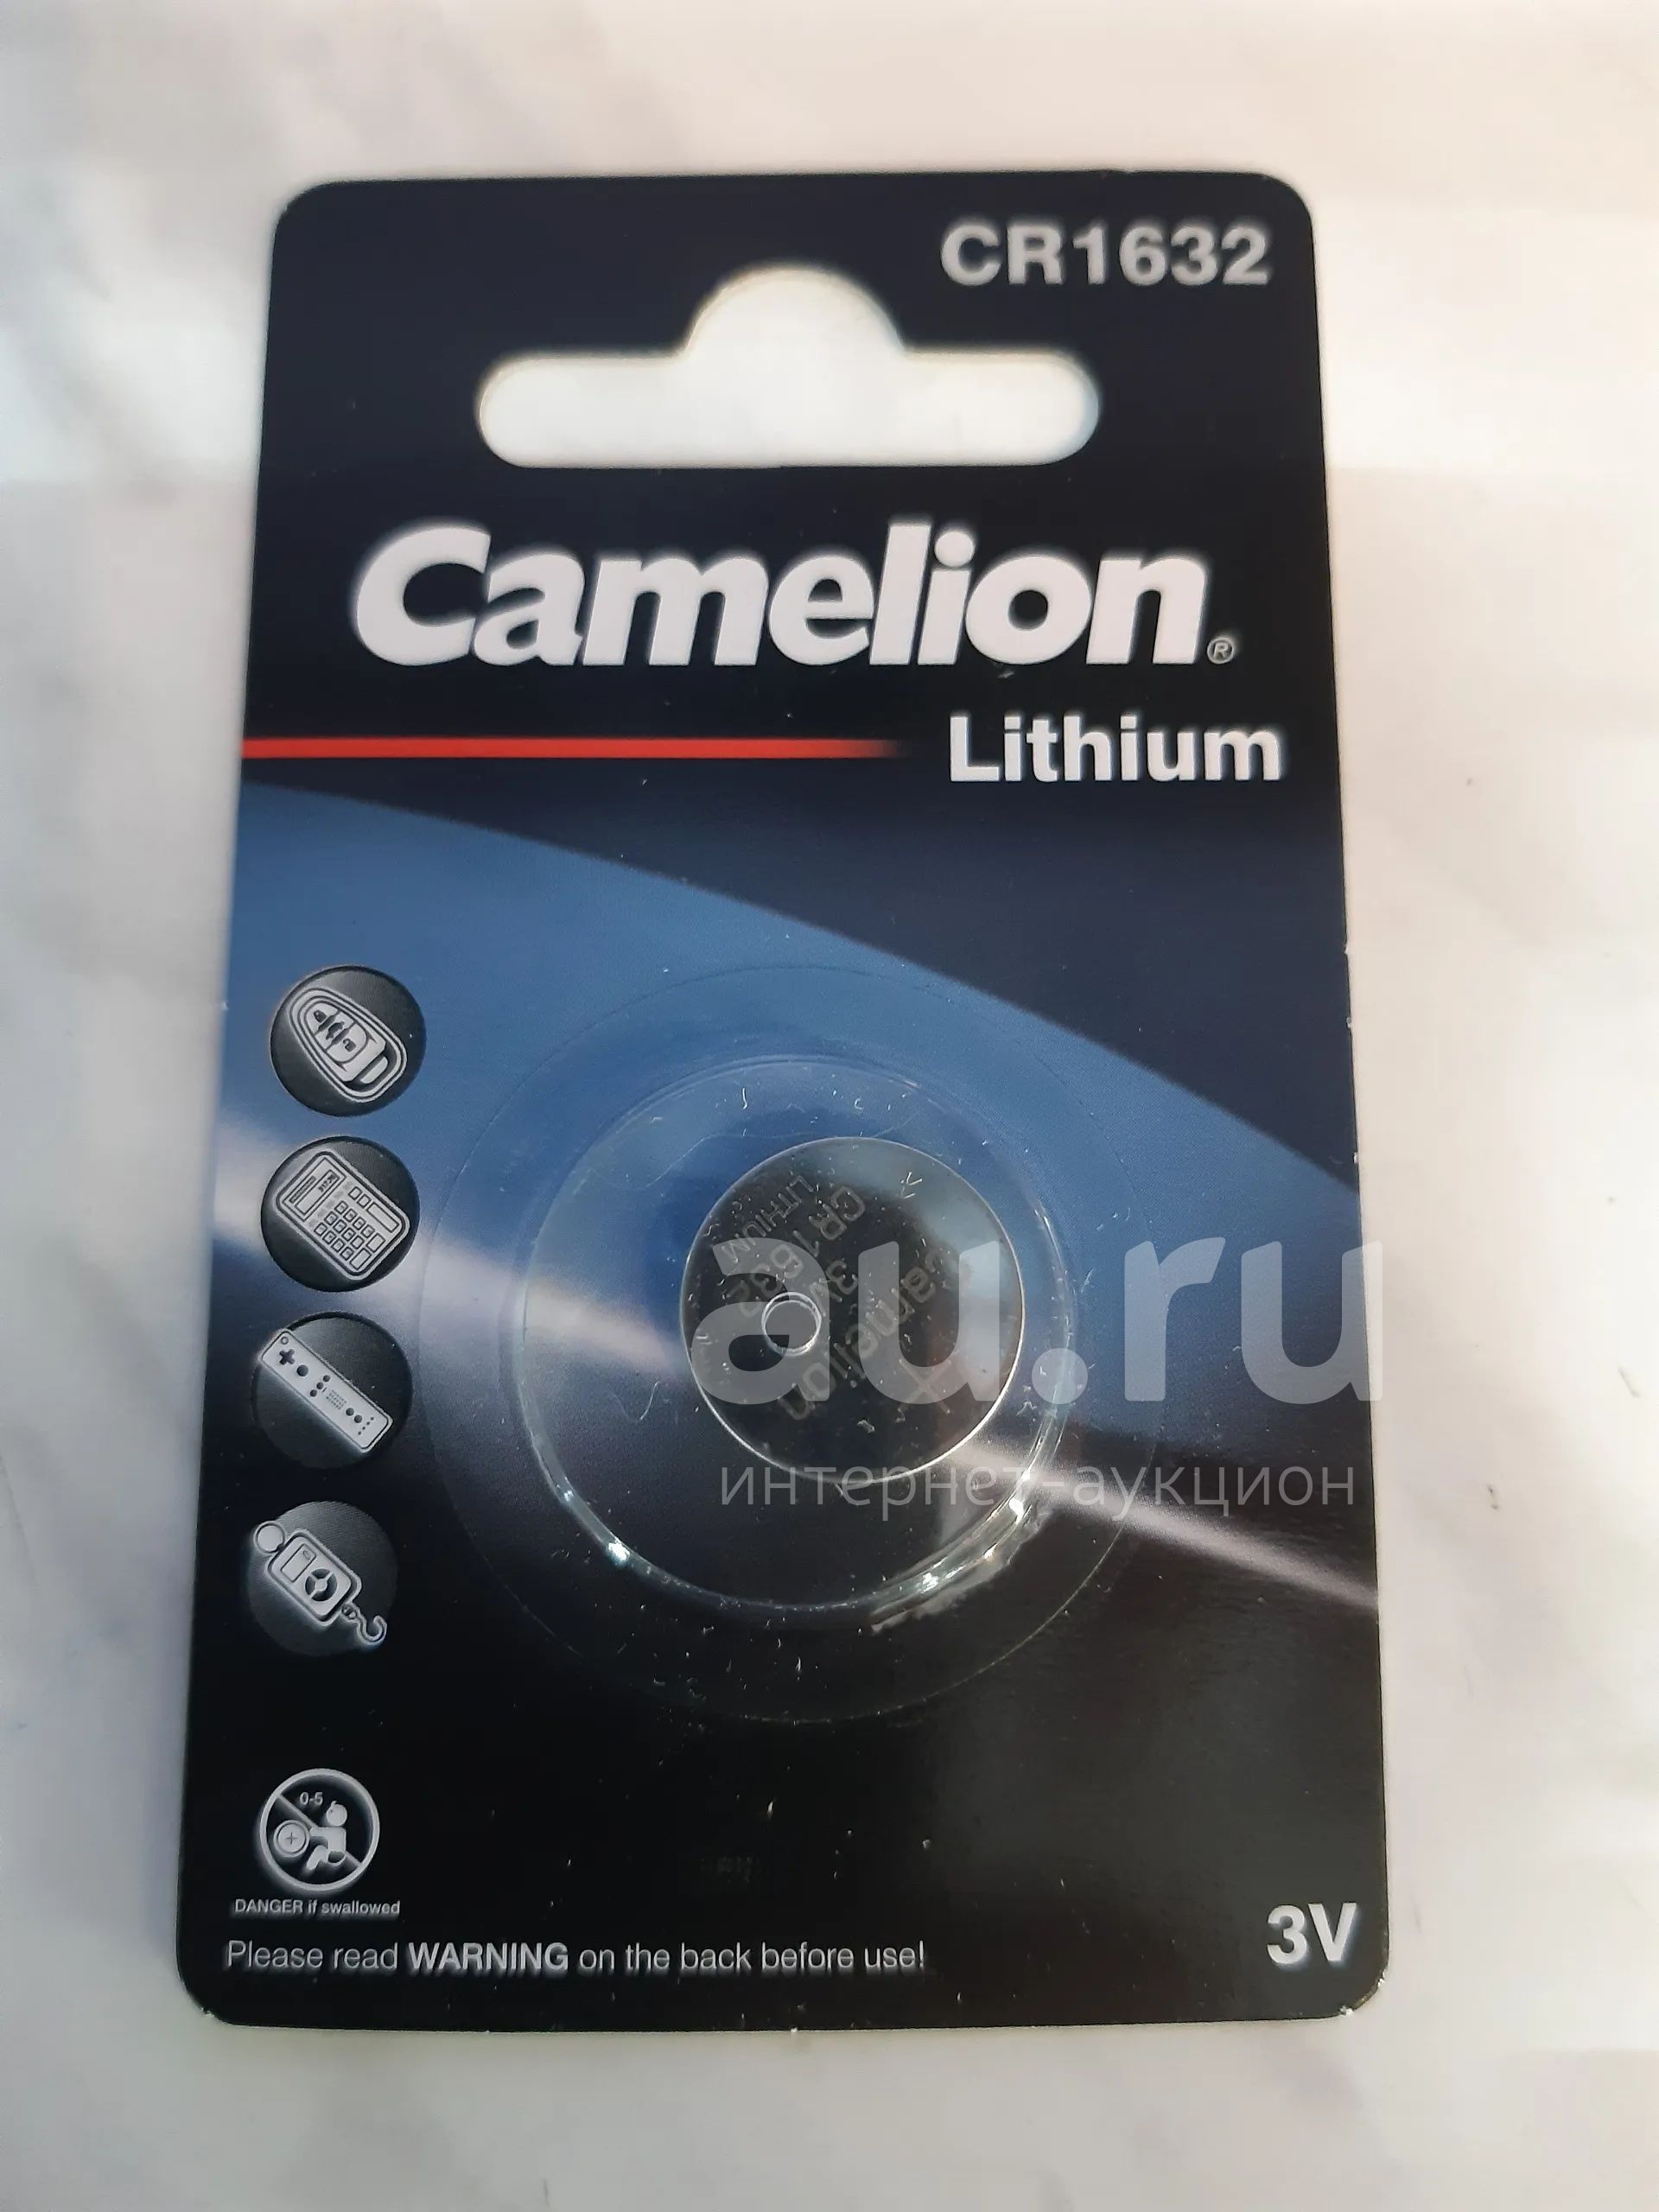 CR1632
Camelion®
Lithium
Camelion
3V
CR1632
LITHIUM
au.ru
интернет-аукцион
0-5
DANGER if swallowed
Please read WARNING on the back before use!
3V